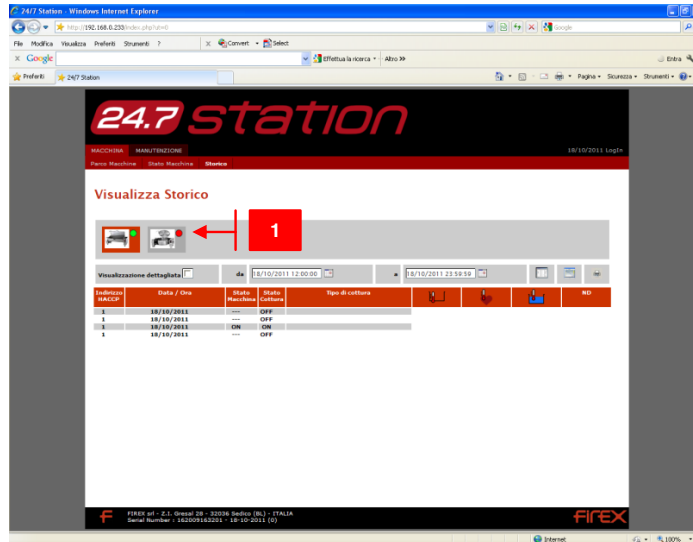 24/7 Station - Windows Internet Explorer
http://192.168.0.233/index.php?url=0
Google
File Modifica Visualizza Preferiti Strumenti ? x Convert Select
x Google Effettua la ricerca Altro >> Entra
Preferiti 24/7 Station Pagina Sicurezza Strumenti
24.7 station
MACCHINA MANUTENZIONE 18/10/2011 LogIn
Parco Macchine Stato Macchina Storico
Visualizza Storico
1
Visualizzazione dettagliata da 18/10/2011 12:00:00 a 18/10/2011 23:59:59
Indirizzo HACCP Data / Ora Stato Macchina Stato Cottura Tipo di cottura ND
1 18/10/2011 --- OFF
1 18/10/2011 --- OFF
1 18/10/2011 ON ON
1 18/10/2011 --- OFF
FIREX srl - Z.I. Gresal 28 - 32036 Sedico (BL) - ITALIA
Serial Number : 162009163201 - 18-10-2011 (0)
FIREX
Internet 100%